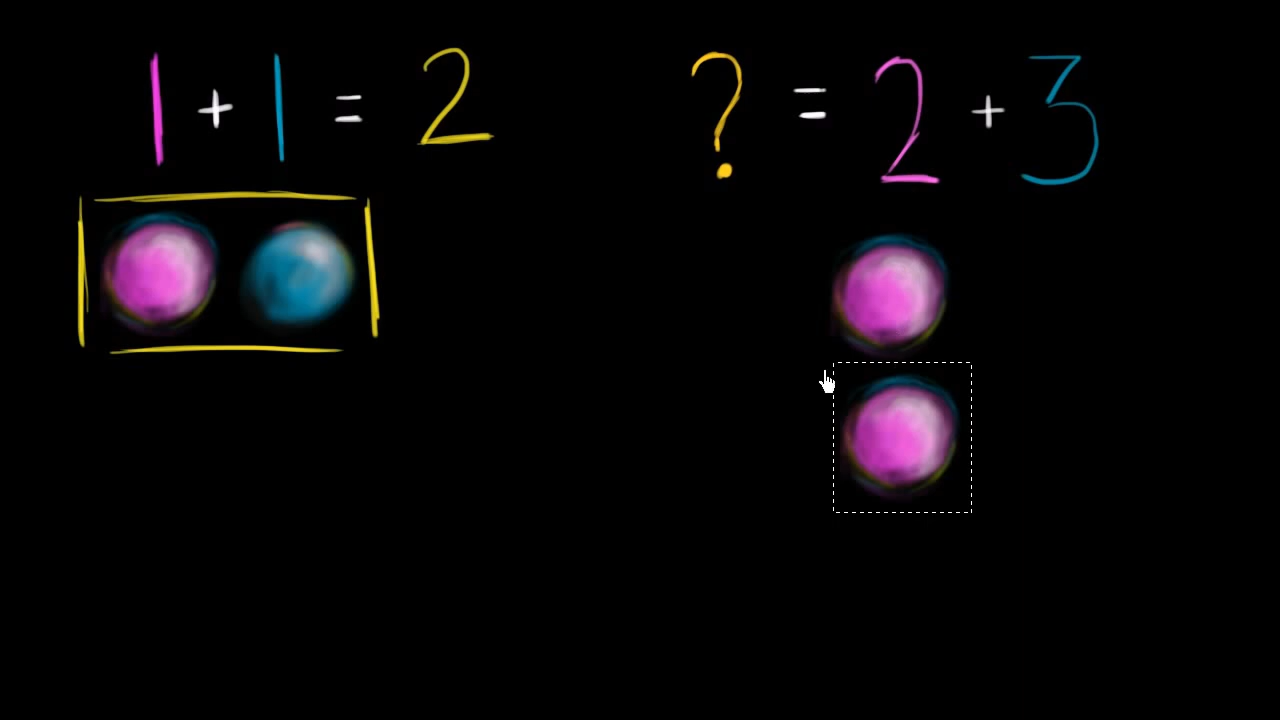 1 + 1 = 2
? = 2 + 3